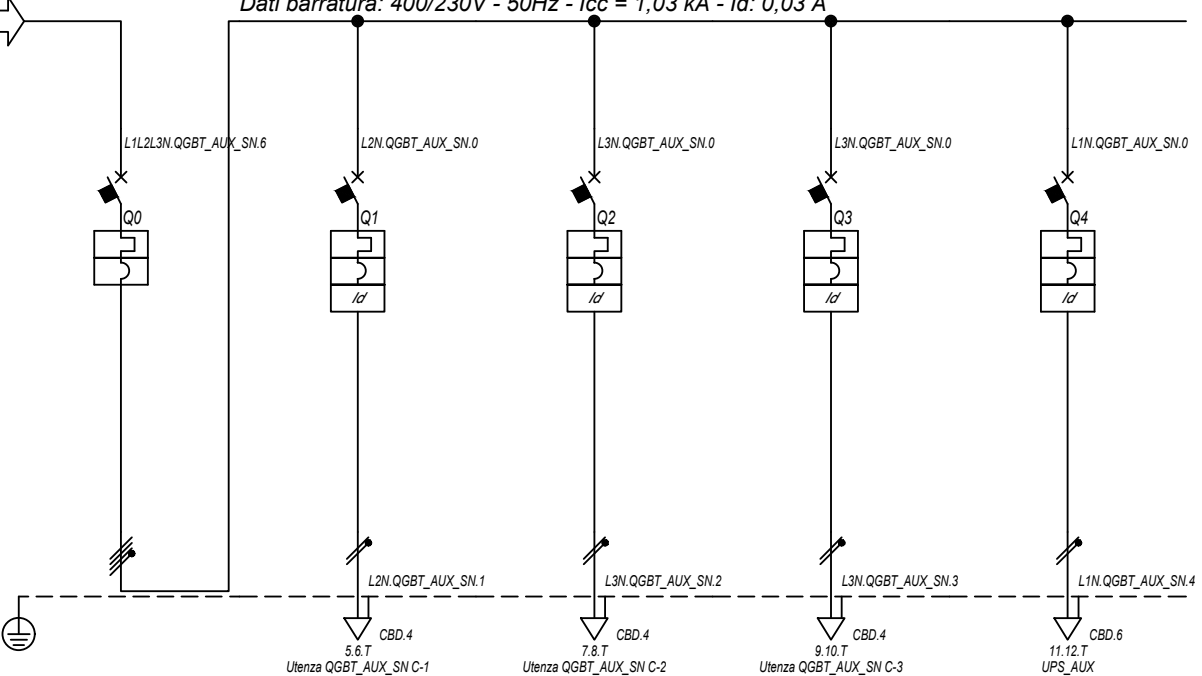 Dati barratura: 400/230V - 50Hz - Icc = 1,03 kA - Id: 0,03 A
L1L2L3N.QGBT_AUX_SN.6
L2N.QGBT_AUX_SN.0
L3N.QGBT_AUX_SN.0
L3N.QGBT_AUX_SN.0
L1N.QGBT_AUX_SN.0
Q0
Q1
Q2
Q3
Q4
Id
Id
Id
Id
L2N.QGBT_AUX_SN.1
L3N.QGBT_AUX_SN.2
L3N.QGBT_AUX_SN.3
L1N.QGBT_AUX_SN.4
CBD.4
CBD.4
CBD.4
CBD.6
5.6.T
Utenza QGBT_AUX_SN C-1
7.8.T
Utenza QGBT_AUX_SN C-2
9.10.T
Utenza QGBT_AUX_SN C-3
11.12.T
UPS_AUX